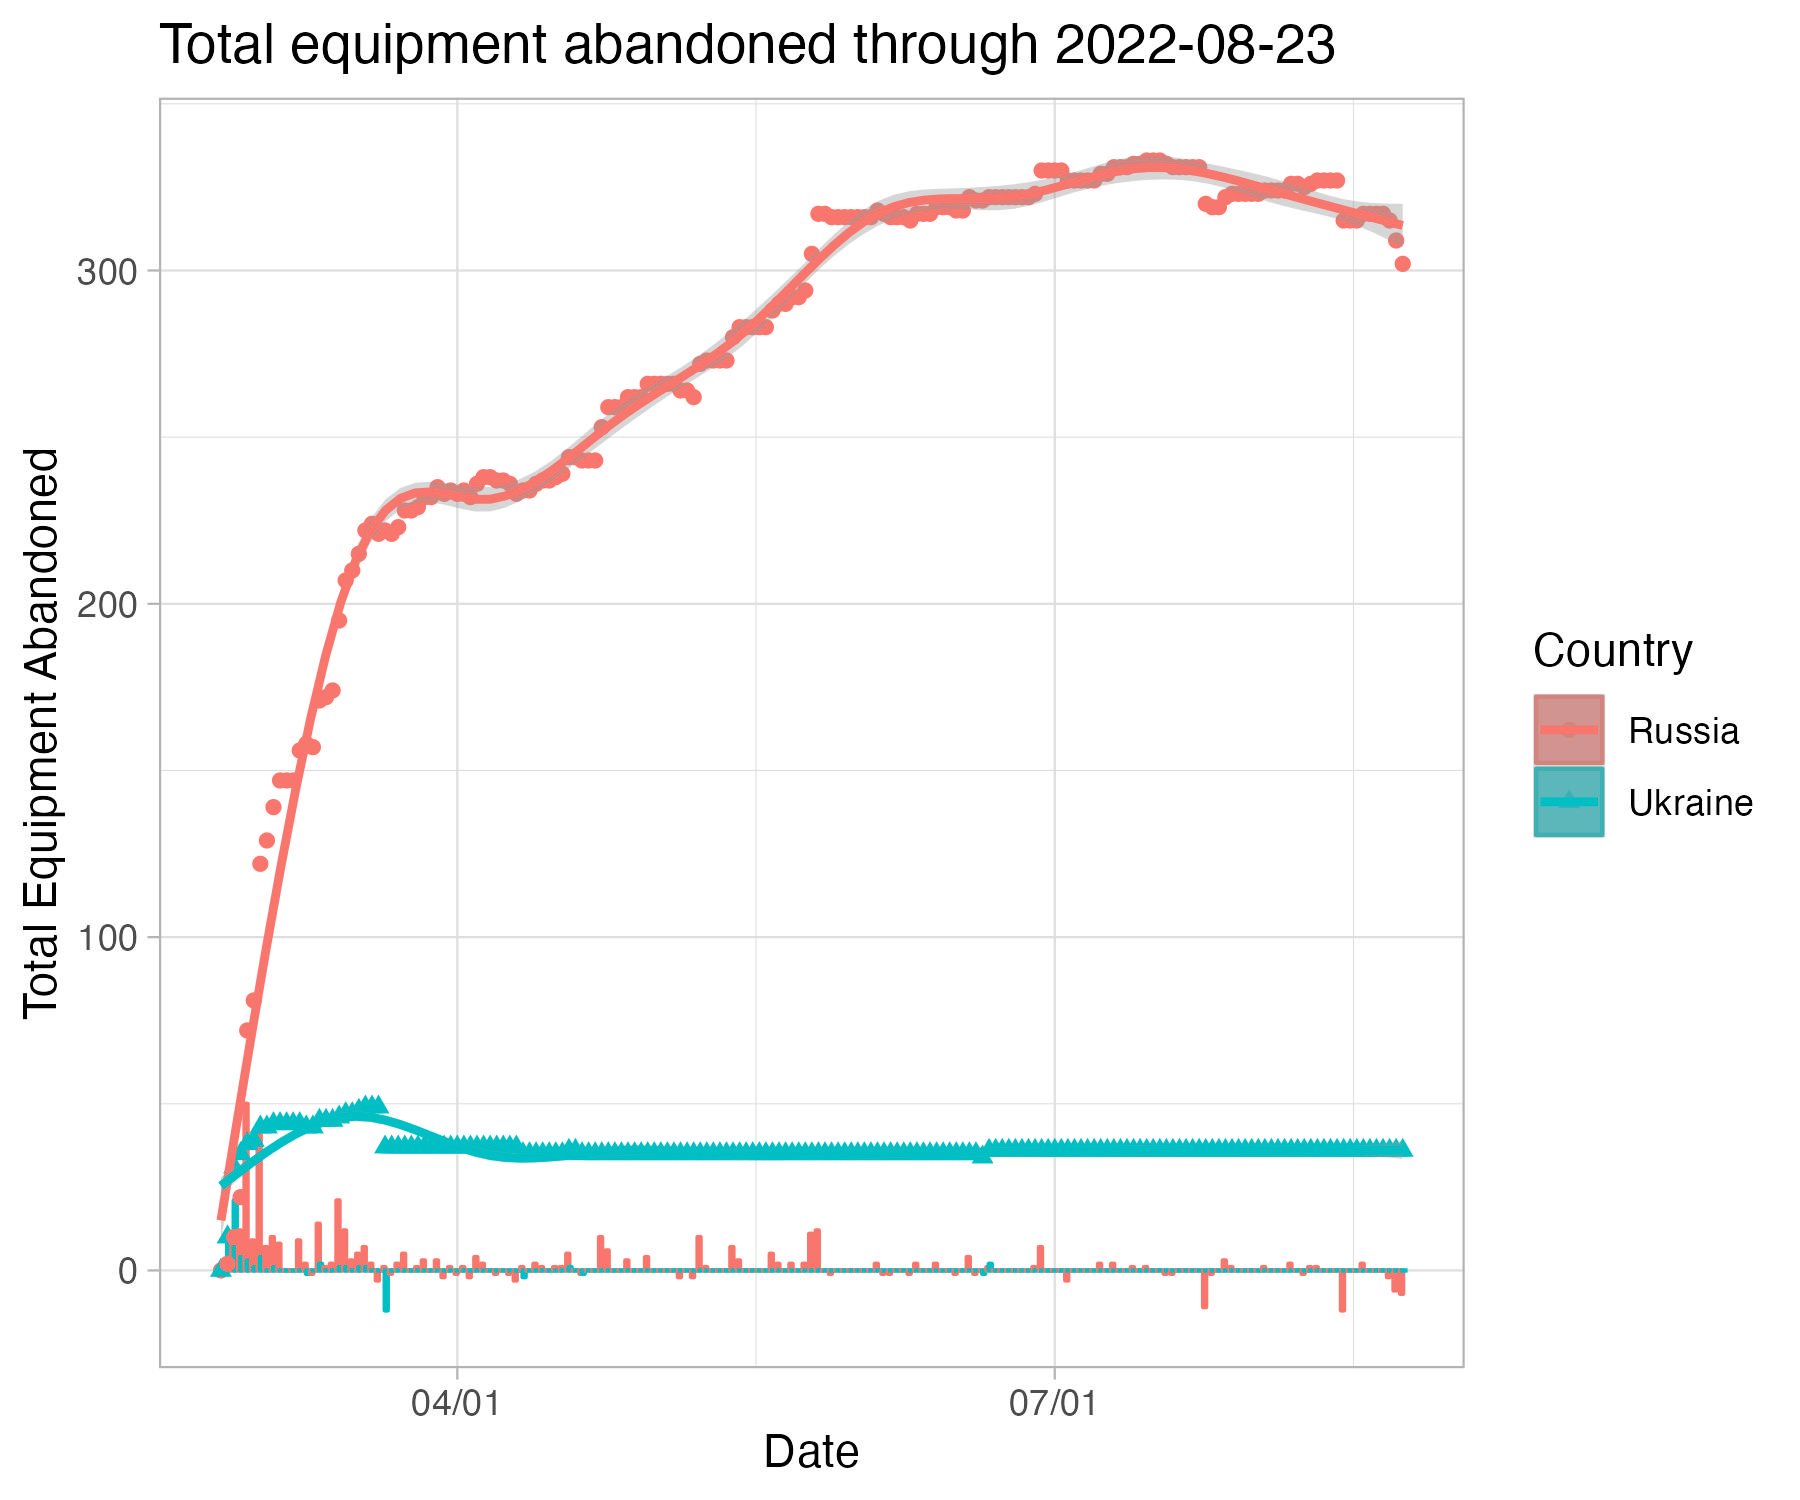 Total equipment abandoned through 2022-08-23
Total Equipment Abandoned
300
200
100
0
04/01
07/01
Date
Country
Russia
Ukraine